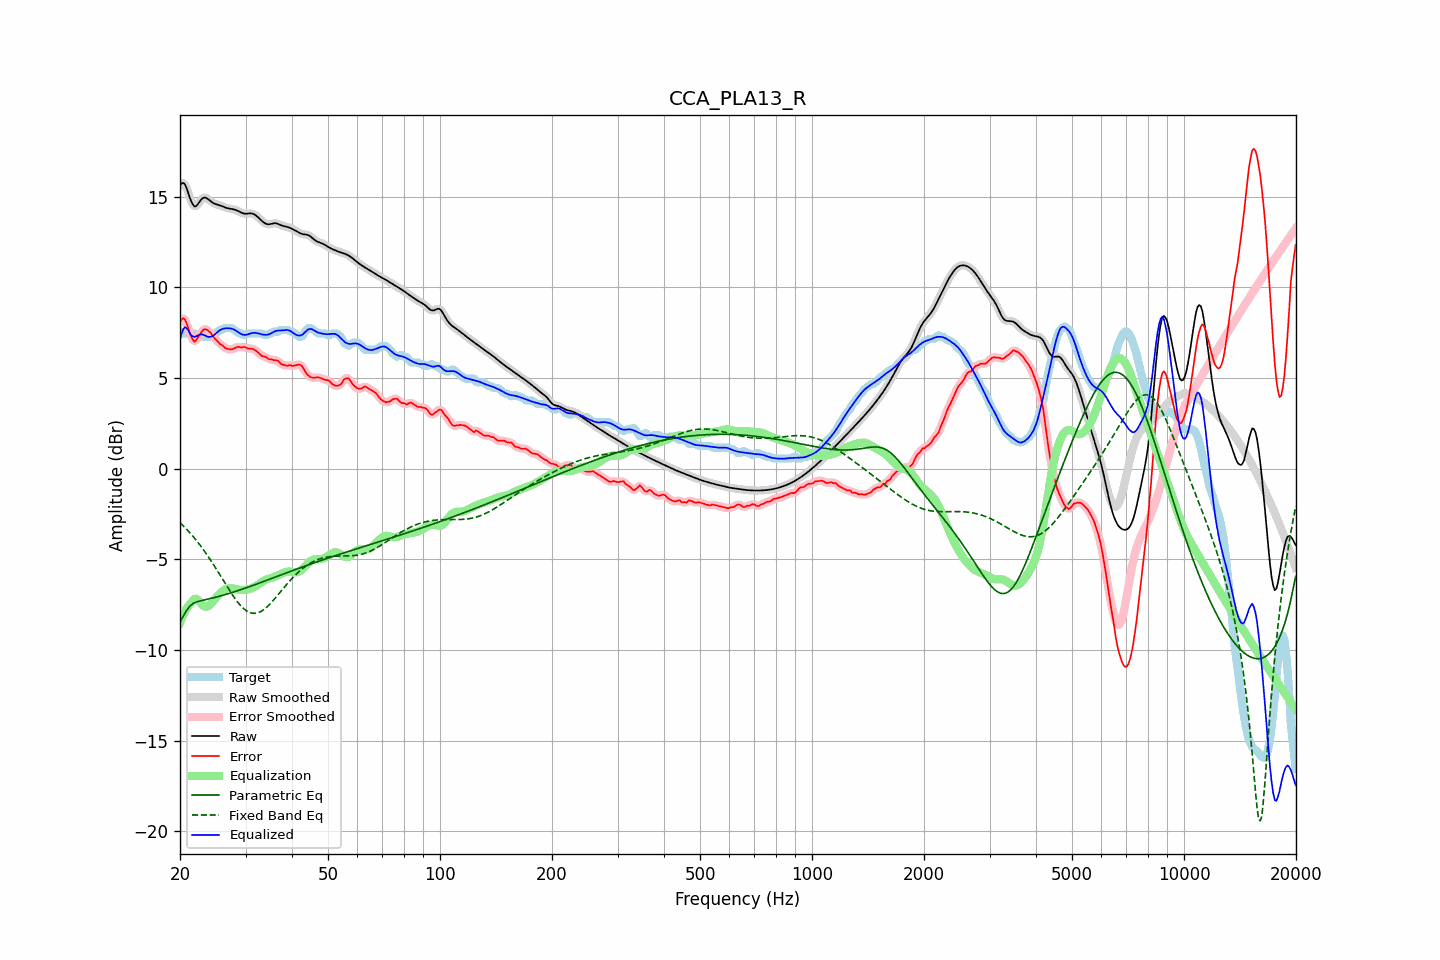 CCA_PLA13_R
Amplitude (dBr)
15
10
5
0
−5
−10
−15
−20
Target
Raw Smoothed
Error Smoothed
Raw
Error
Equalization
Parametric Eq
Fixed Band Eq
Equalized
20 50 100 200 500 1000 2000 5000 10000 20000
Frequency (Hz)